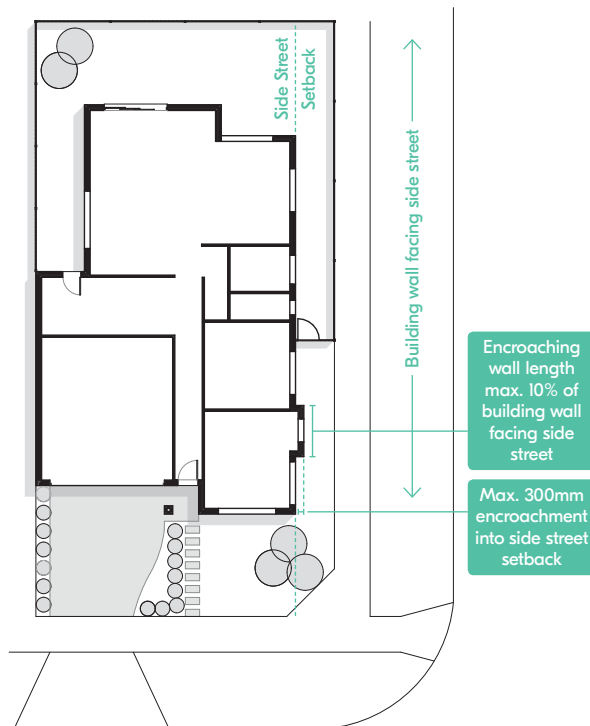 Side Street
Setback
Building wall facing side street
Encroaching
wall length
max. 10% of
building wall
facing side
street
Max. 300mm
encroachment
into side street
setback